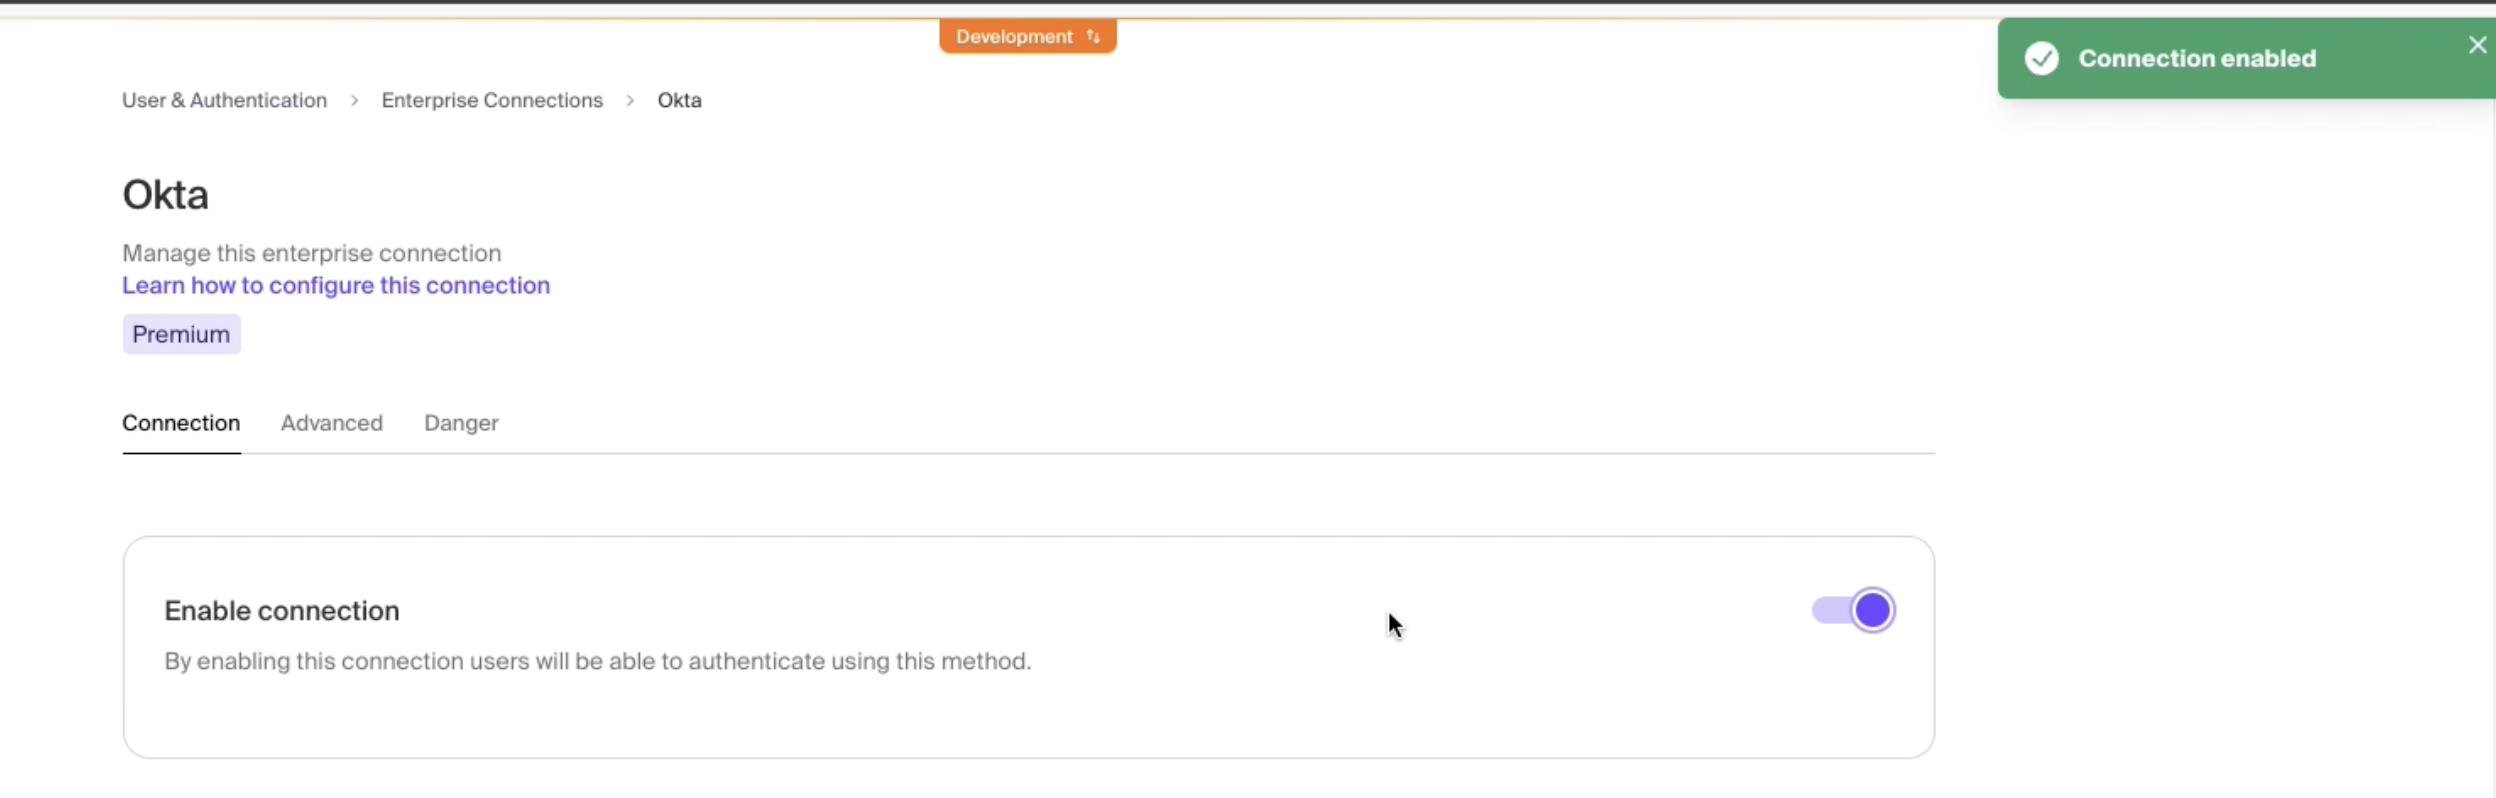 Development
Connection enabled
User & Authentication > Enterprise Connections > Okta
Okta
Manage this enterprise connection
Learn how to configure this connection
Premium
Connection Advanced Danger
Enable connection
By enabling this connection users will be able to authenticate using this method.